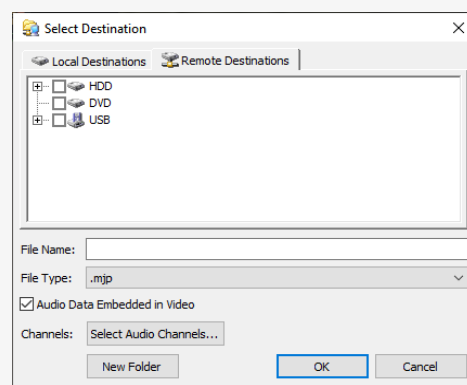 Select Destination
Local Destinations Remote Destinations
HDD
DVD
USB
File Name:
File Type: .mjp
Audio Data Embedded in Video
Channels: Select Audio Channels...
New Folder OK Cancel